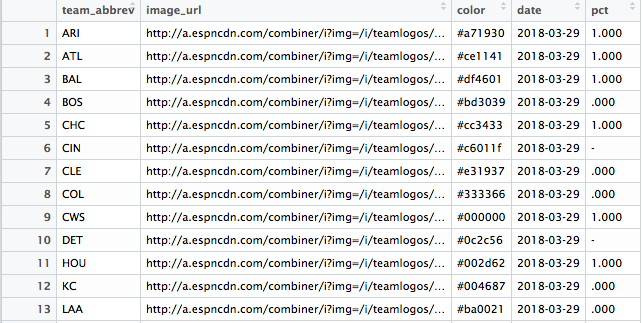 team_abbrev image_url color date pct
1 ARI http://a.espncdn.com/combiner/i?img=/i/teamlogos/... #a71930 2018-03-29 1.000
2 ATL http://a.espncdn.com/combiner/i?img=/i/teamlogos/... #ce1141 2018-03-29 1.000
3 BAL http://a.espncdn.com/combiner/i?img=/i/teamlogos/... #df4601 2018-03-29 1.000
4 BOS http://a.espncdn.com/combiner/i?img=/i/teamlogos/... #bd3039 2018-03-29 .000
5 CHC http://a.espncdn.com/combiner/i?img=/i/teamlogos/... #cc3433 2018-03-29 1.000
6 CIN http://a.espncdn.com/combiner/i?img=/i/teamlogos/... #c6011f 2018-03-29 -
7 CLE http://a.espncdn.com/combiner/i?img=/i/teamlogos/... #e31937 2018-03-29 .000
8 COL http://a.espncdn.com/combiner/i?img=/i/teamlogos/... #333366 2018-03-29 .000
9 CWS http://a.espncdn.com/combiner/i?img=/i/teamlogos/... #000000 2018-03-29 1.000
10 DET http://a.espncdn.com/combiner/i?img=/i/teamlogos/... #0c2c56 2018-03-29 -
11 HOU http://a.espncdn.com/combiner/i?img=/i/teamlogos/... #002d62 2018-03-29 1.000
12 KC http://a.espncdn.com/combiner/i?img=/i/teamlogos/... #004687 2018-03-29 .000
13 LAA http://a.espncdn.com/combiner/i?img=/i/teamlogos/... #ba0021 2018-03-29 .000